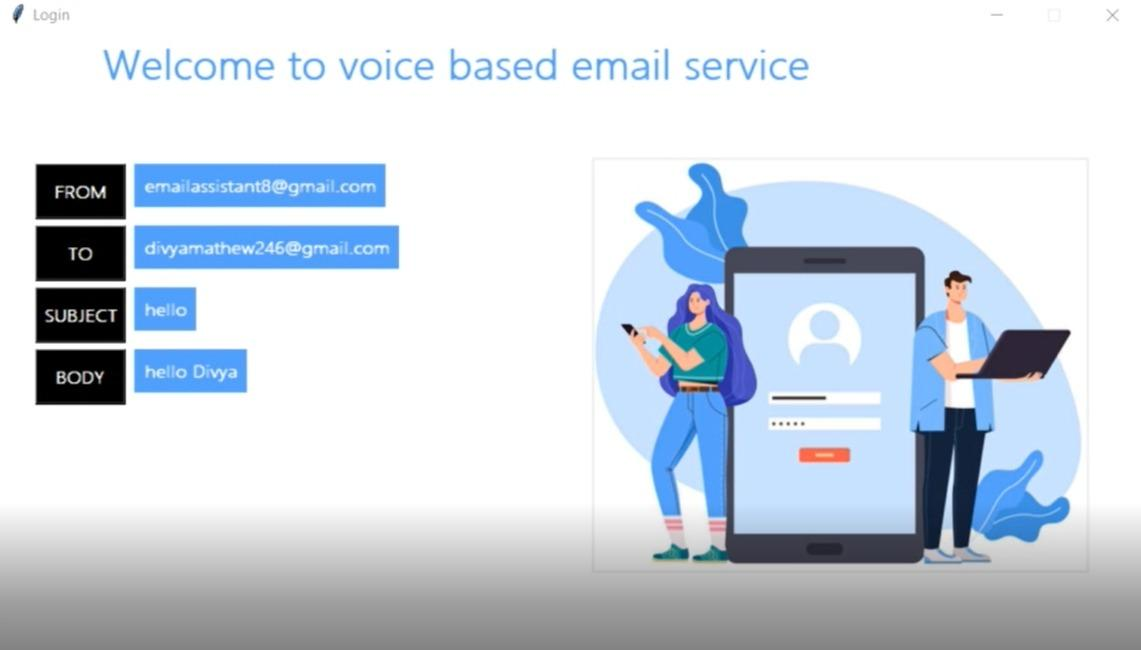 Login
Welcome to voice based email service
FROM emailassistant8@gmail.com
TO divyamathew246@gmail.com
SUBJECT hello
BODY hello Divya